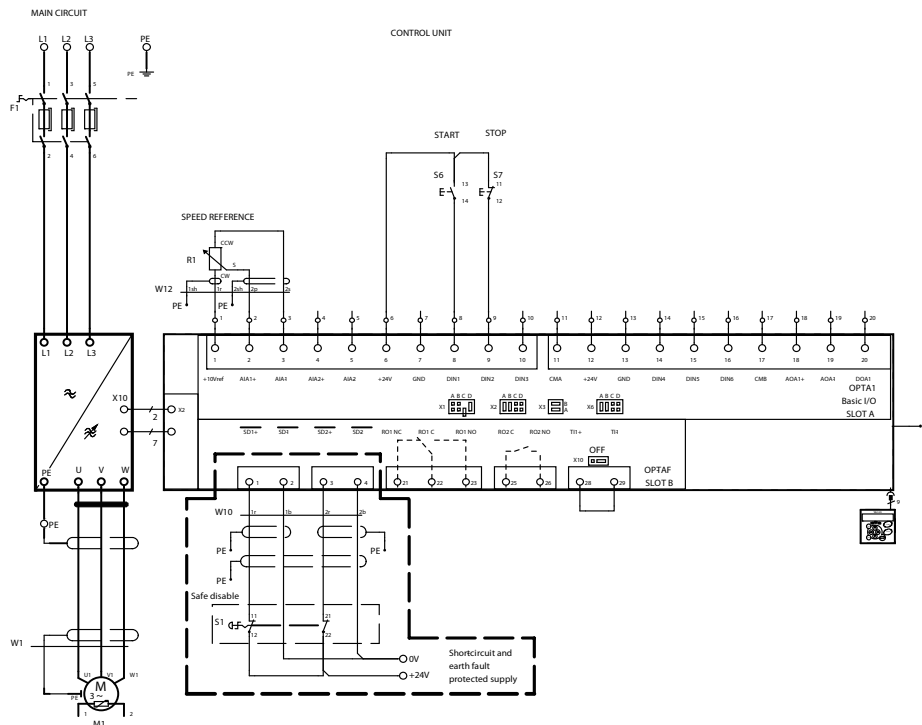 MAIN CIRCUIT
CONTROL UNIT
L1 L2 L3 PE
PE
1 3 5
F1
2 4 6
START STOP
S6 13 S7 11
14 12
SPEED REFERENCE
CCW
R1
S
CW
W12 1sh 1r 2sh 2p 2s
PE PE
1 2 3 4 5 6 7 8 9 10 11 12 13 14 15 16 17 18 19 20
L1 L2 L3
1 2 3 4 5 6 7 8 9 10 11 12 13 14 15 16 17 18 19 20
+10Vref AIA1+ AIA1- AIA2+ AIA2 +24V GND DIN1 DIN2 DIN3 CMA +24V GND DIN4 DIN5 DIN6 CMB AOA1+ AOA1- DOA1
OPTA1
Basic I/O
SLOT A
X10 2 X2
7
X1 A B C D X2 A B C D X3 B A X6 A B C D
SD1+ SD1- SD2+ SD2 RO1 NC RO1 C RO1 NO RO2 C RO2 NO TI1+ TI1-
OFF
X10
OPTAF
SLOT B
PE U V W
1 2 3 4 21 22 23 25 26 28 29
9
PE
W10 1r 1b 2r 2b
PE PE
PE
Safe disable
S1 11 21
12 22
0V
+24V
Shortcircuit and
earth fault
protected supply
W1
U1 V1 W1
M
3 ~
PE
1 2
M1